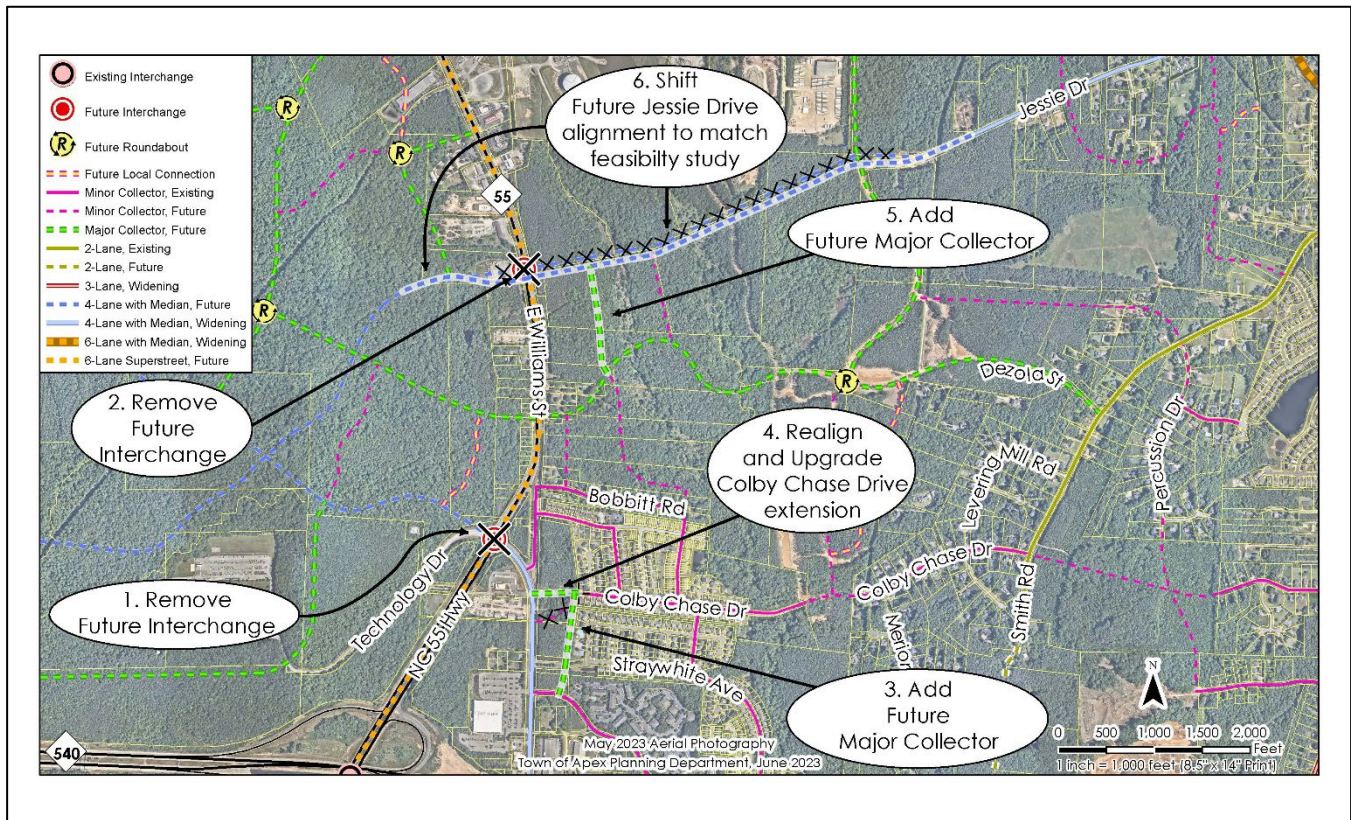 Existing Interchange
Future Interchange
R
Future Roundabout
Future Local Connection
Minor Collector, Existing
Minor Collector, Future
Major Collector, Future
2-Lane, Existing
2-Lane, Future
3-Lane, Widening
4-Lane with Median, Future
4-Lane with Median, Widening
6-Lane with Median, Widening
6-Lane Superstreet, Future
R
R
R
55
6. Shift
Future Jessie Drive
alignment to match
feasibilty study
Jessie Dr
5. Add
Future Major Collector
E Williams St
2. Remove
Future
Interchange
R
Dezola St
4. Realign
and Upgrade
Colby Chase Drive
extension
Levering Mill Rd
Percussion Dr
Bobbitt Rd
1. Remove
Future Interchange
Technology Dr
NC 55 Hwy
Colby Chase Dr
Colby Chase Dr
Merion
Smith Rd
Straywhite Ave
3. Add
Future
Major Collector
N
540
May 2023 Aerial Photography
Town of Apex Planning Department, June 2023
0 500 1,000 1,500 2,000
Feet
1 inch = 1,000 feet (8.5" x 14" Print)